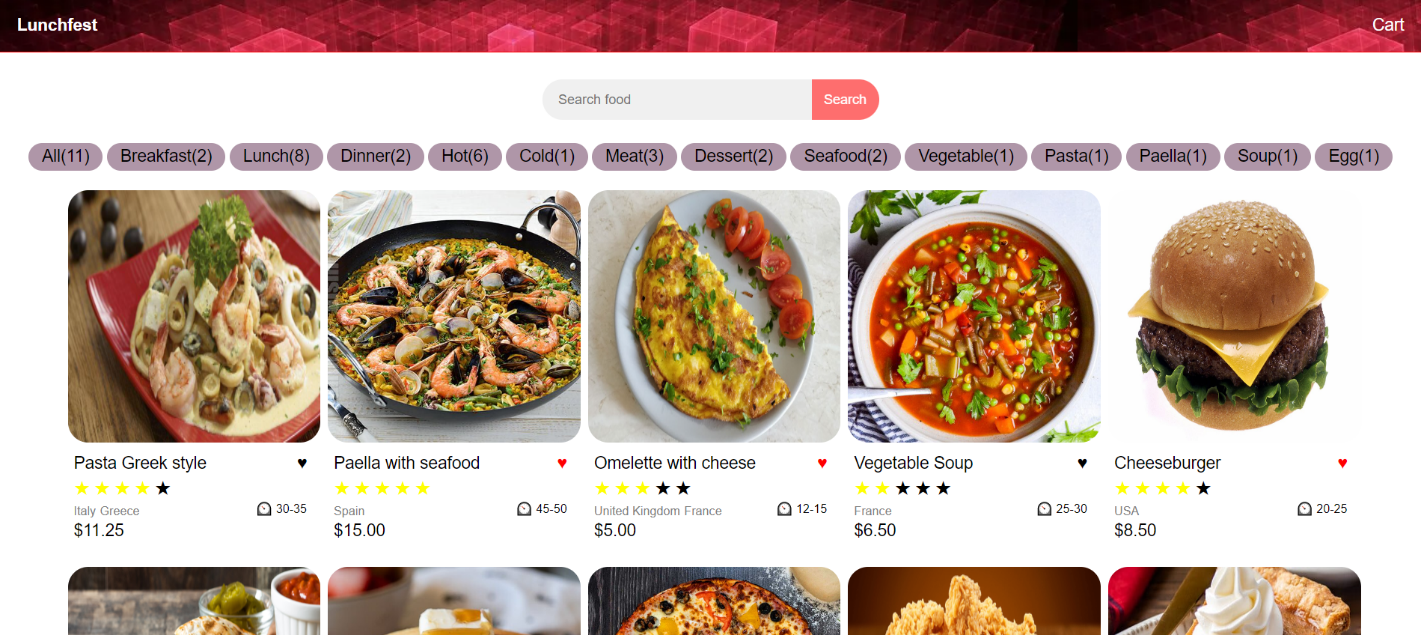 Lunchfest
Cart
Search food
Search
All(11)
Breakfast(2)
Lunch(8)
Dinner(2)
Hot(6)
Cold(1)
Meat(3)
Dessert(2)
Seafood(2)
Vegetable(1)
Pasta(1)
Paella(1)
Soup(1)
Egg(1)
Pasta Greek style
Italy Greece
30-35
$11.25
Paella with seafood
Spain
45-50
$15.00
Omelette with cheese
United Kingdom France
12-15
$5.00
Vegetable Soup
France
25-30
$6.50
Cheeseburger
USA
20-25
$8.50